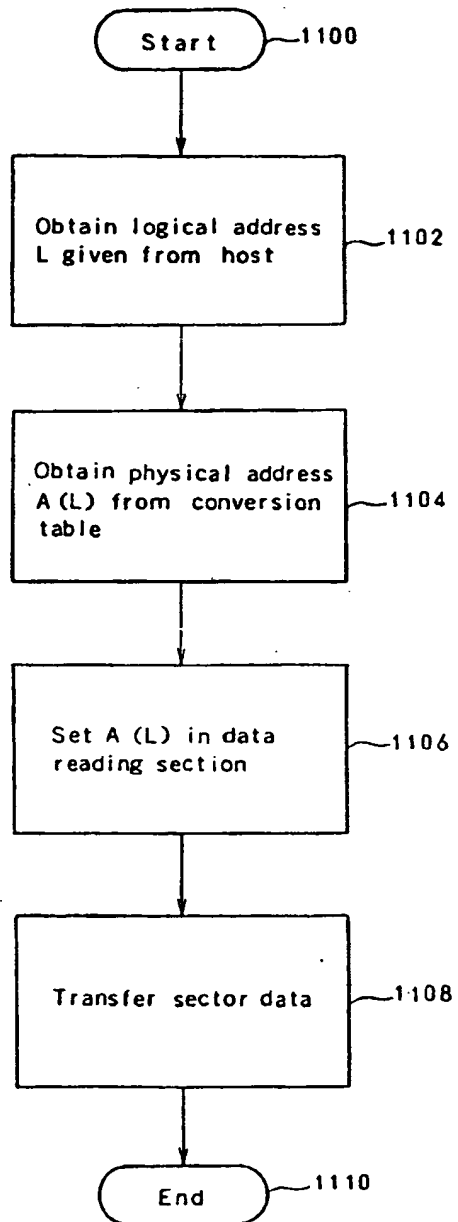 Start
1100
Obtain logical address
L given from host
1102
Obtain physical address
A (L) from conversion
table
1104
Set A (L) in data
reading section
1106
Transfer sector data
1108
End
1110